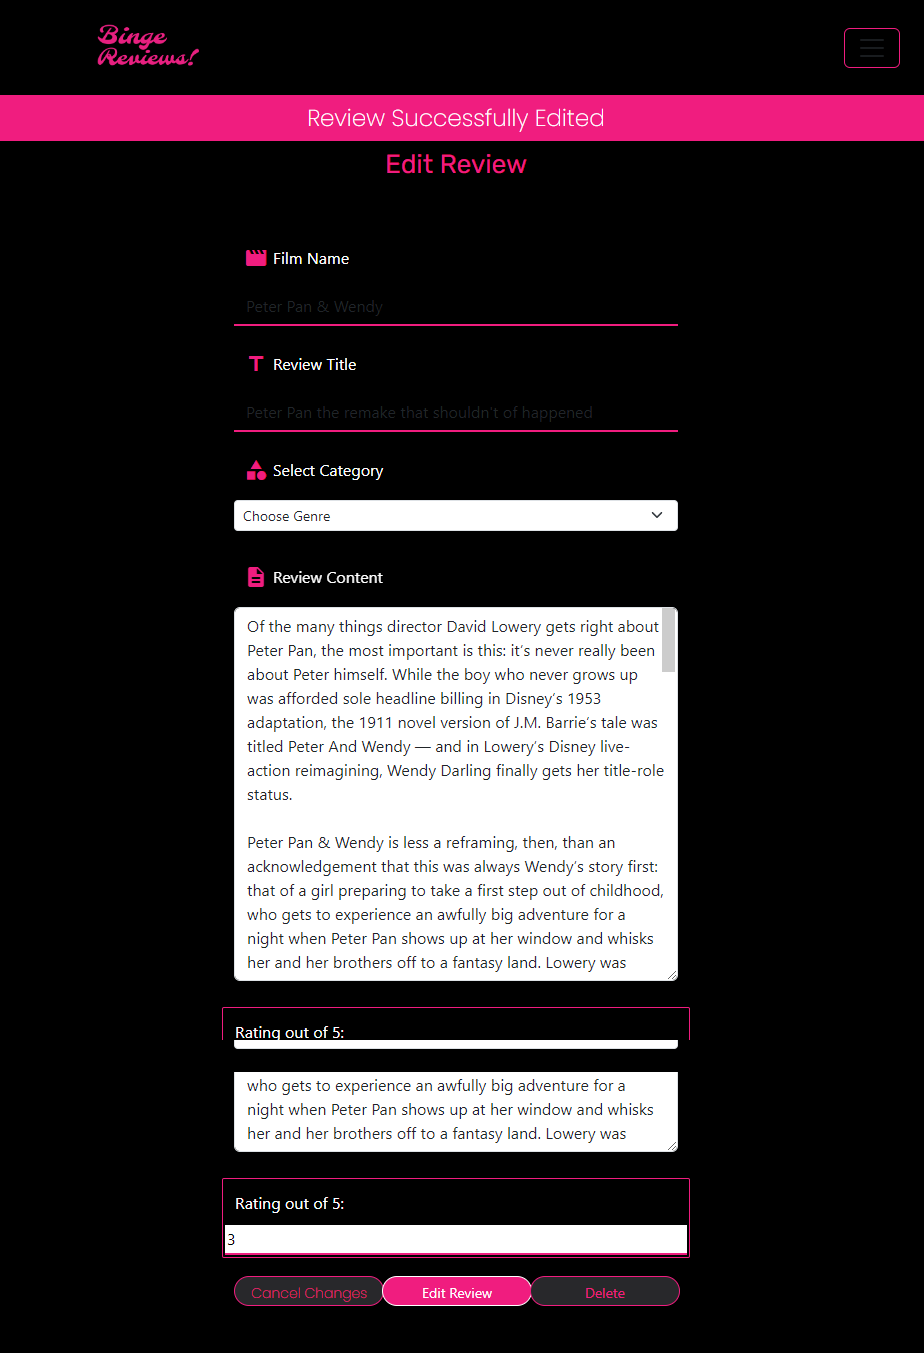 Binge
Reviews!
Review Successfully Edited
Edit Review
Film Name
Peter Pan & Wendy
Review Title
Peter Pan the remake that shouldn't of happened
Select Category
Choose Genre
Review Content
Of the many things director David Lowery gets right about
Peter Pan, the most important is this: it’s never really been
about Peter himself. While the boy who never grows up
was afforded sole headline billing in Disney’s 1953
adaptation, the 1911 novel version of J.M. Barrie’s tale was
titled Peter And Wendy — and in Lowery’s Disney live-
action reimagining, Wendy Darling finally gets her title-role
status.
Peter Pan & Wendy is less a reframing, then, than an
acknowledgement that this was always Wendy’s story first:
that of a girl preparing to take a first step out of childhood,
who gets to experience an awfully big adventure for a
night when Peter Pan shows up at her window and whisks
her and her brothers off to a fantasy land. Lowery was
Rating out of 5:
who gets to experience an awfully big adventure for a
night when Peter Pan shows up at her window and whisks
her and her brothers off to a fantasy land. Lowery was
Rating out of 5:
3
Cancel Changes Edit Review Delete